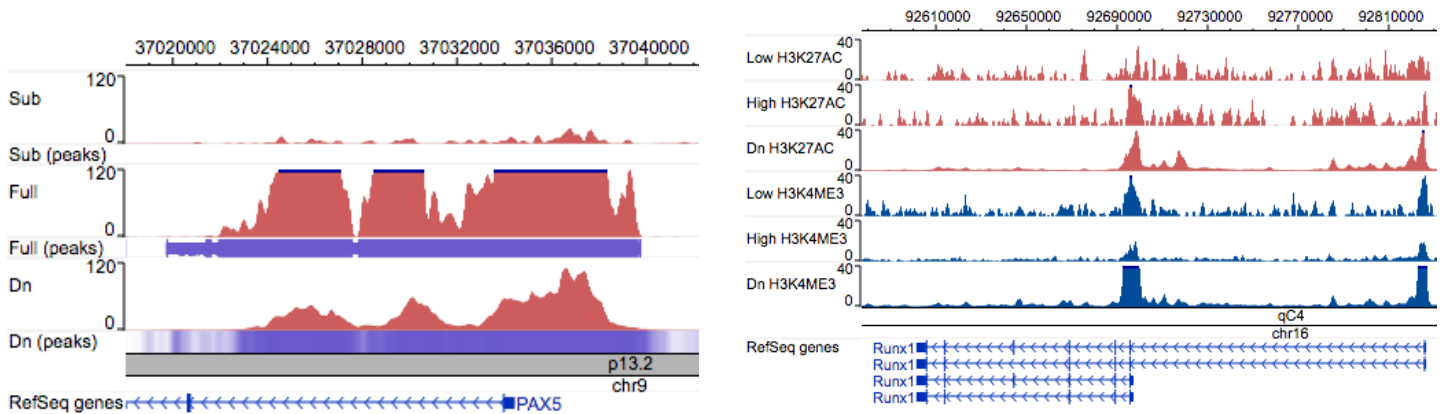 37020000 37024000 37028000 37032000 37036000 37040000
Sub
120
0
Sub (peaks)
Full
120
0
Full (peaks)
Dn
120
0
Dn (peaks)
p13.2
chr9
RefSeq genes
PAX5
92610000 92650000 92690000 92730000 92770000 92810000
Low H3K27AC
40
0
High H3K27AC
40
0
Dn H3K27AC
40
0
Low H3K4ME3
40
0
High H3K4ME3
40
0
Dn H3K4ME3
40
0
qC4
chr16
RefSeq genes
Runx1
Runx1
Runx1
Runx1